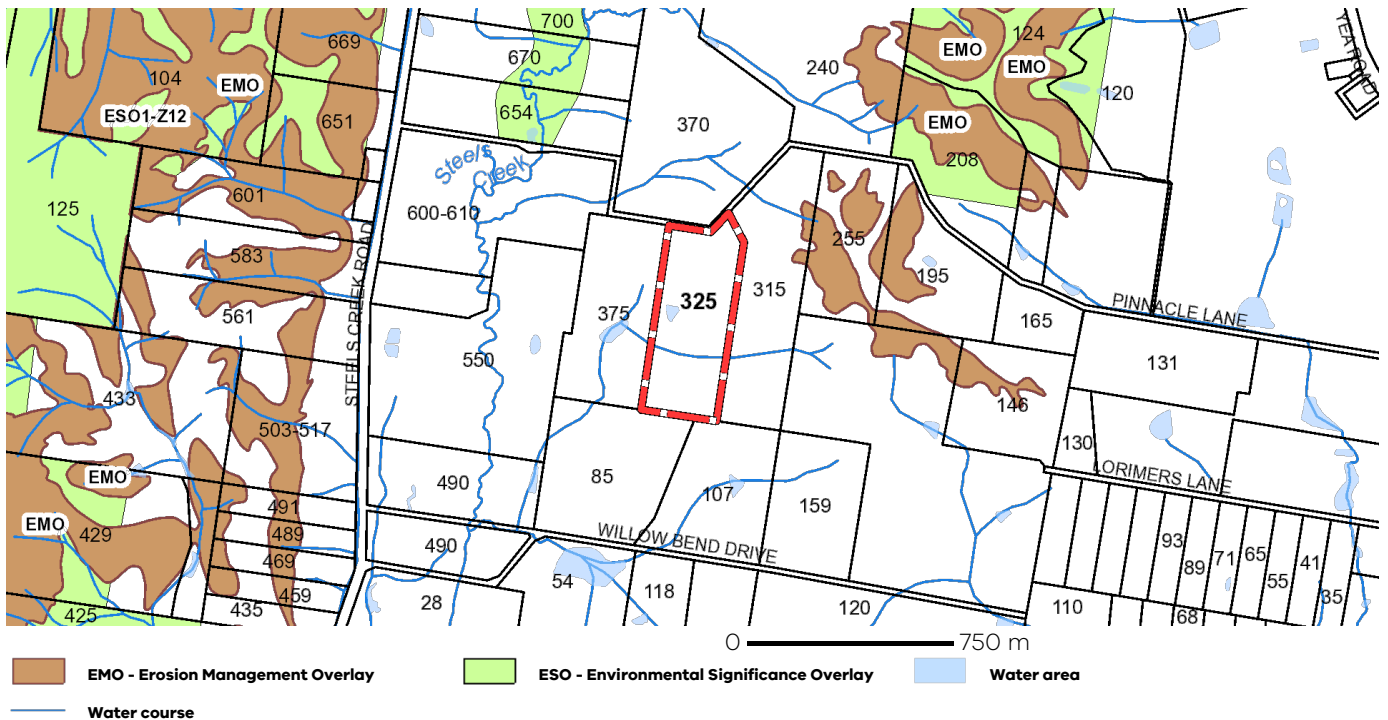 700
669
124
670
EMO
YEA ROAD
240
EMO
104
EMO
120
ESO1-Z12
654
651
370
EMO
208
Steels
Creek
601
125
600-610
255
583
195
315
325
375
561
165
PINNACLE LANE
STEELS CREEK ROAD
550
131
433
146
503-517
130
EMO
LORIMERS LANE
85
490
107
491
159
EMO
429
489
WILLOW BEND DRIVE
93
71
65
490
469
89
41
54
55
118
459
35
28
435
120
110
425
68
0 750 m
EMO - Erosion Management Overlay
ESO - Environmental Significance Overlay
Water area
Water course